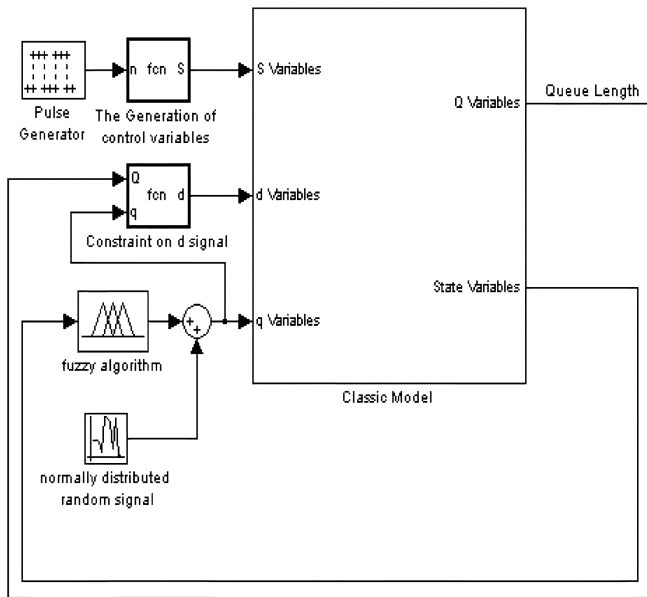 Pulse
Generator
n fcn S
The Generation of
control variables
S Variables
Q Variables
Queue Length
Q
fcn d
q
Constraint on d signal
d Variables
State Variables
fuzzy algorithm
+
+
q Variables
Classic Model
normally distributed
random signal